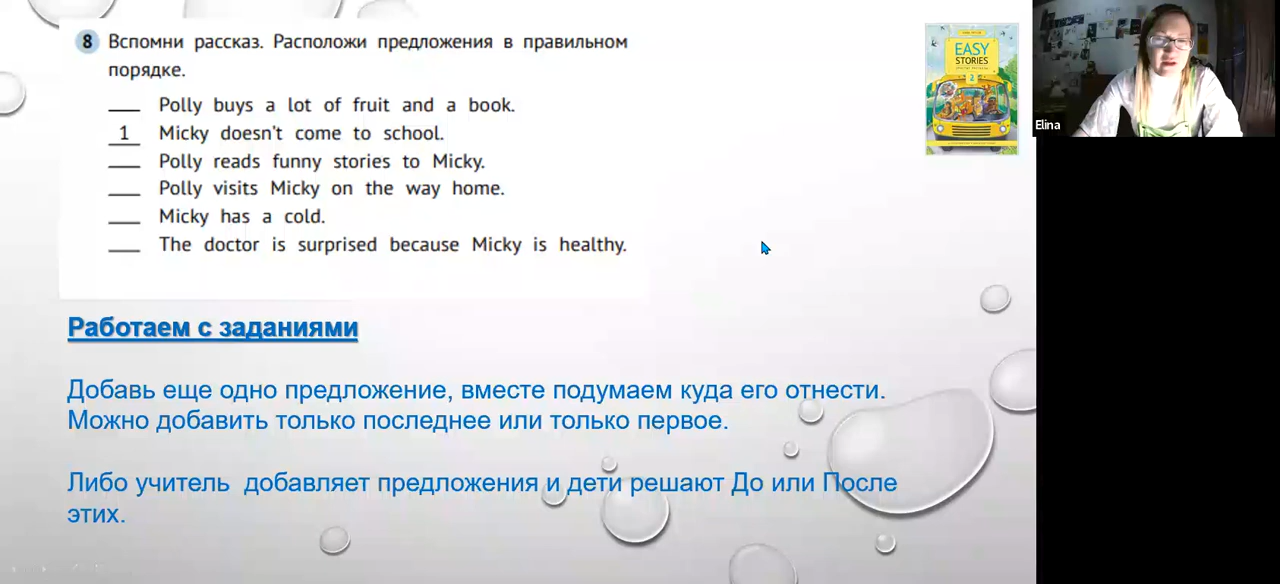 8 Вспомни рассказ. Расположи предложения в правильном
порядке.
Polly buys a lot of fruit and a book.
1 Micky doesn't come to school.
Polly reads funny stories to Micky.
Polly visits Micky on the way home.
Micky has a cold.
The doctor is surprised because Micky is healthy.
EASY
STORIES
2
Elina
Работаем с заданиями
Добавь еще одно предложение, вместе подумаем куда его отнести.
Можно добавить только последнее или только первое.
Либо учитель добавляет предложения и дети решают До или После
этих.